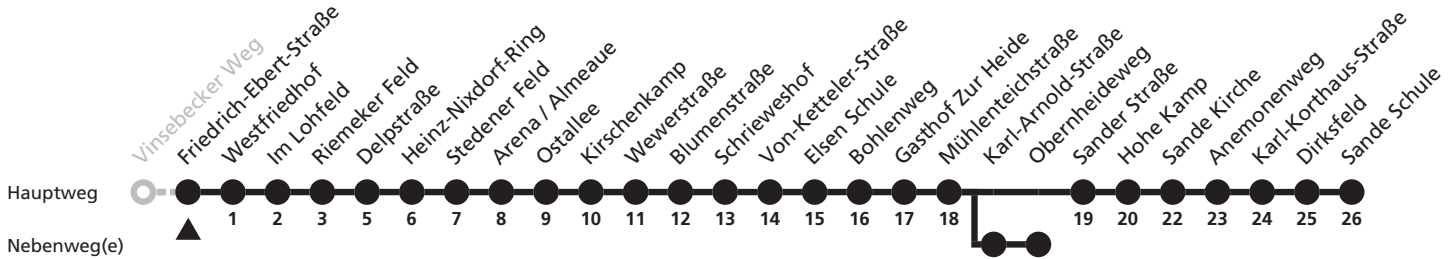 Vinsebecker Weg
Friedrich-Ebert-Straße
Westfriedhof
Im Lohfeld
Riemeker Feld
Delpstraße
Heinz-Nixdorf-Ring
Stedener Feld
Arena / Almeaue
Ostallee
Kirschenkamp
Wewerstraße
Blumenstraße
Schrieweshof
Von-Ketteler-Straße
Elsen Schule
Bohlenweg
Gasthof Zur Heide
Mühlenteichstraße
Karl-Arnold-Straße
Obernheideweg
Sander Straße
Hohe Kamp
Sande Kirche
Anemonenweg
Karl-Korthaus-Straße
Dirksfeld
Sande Schule
Hauptweg
1 2 3 5 6 7 8 9 10 11 12 13 14 15 16 17 18 19 20 22 23 24 25 26
Nebenweg(e)